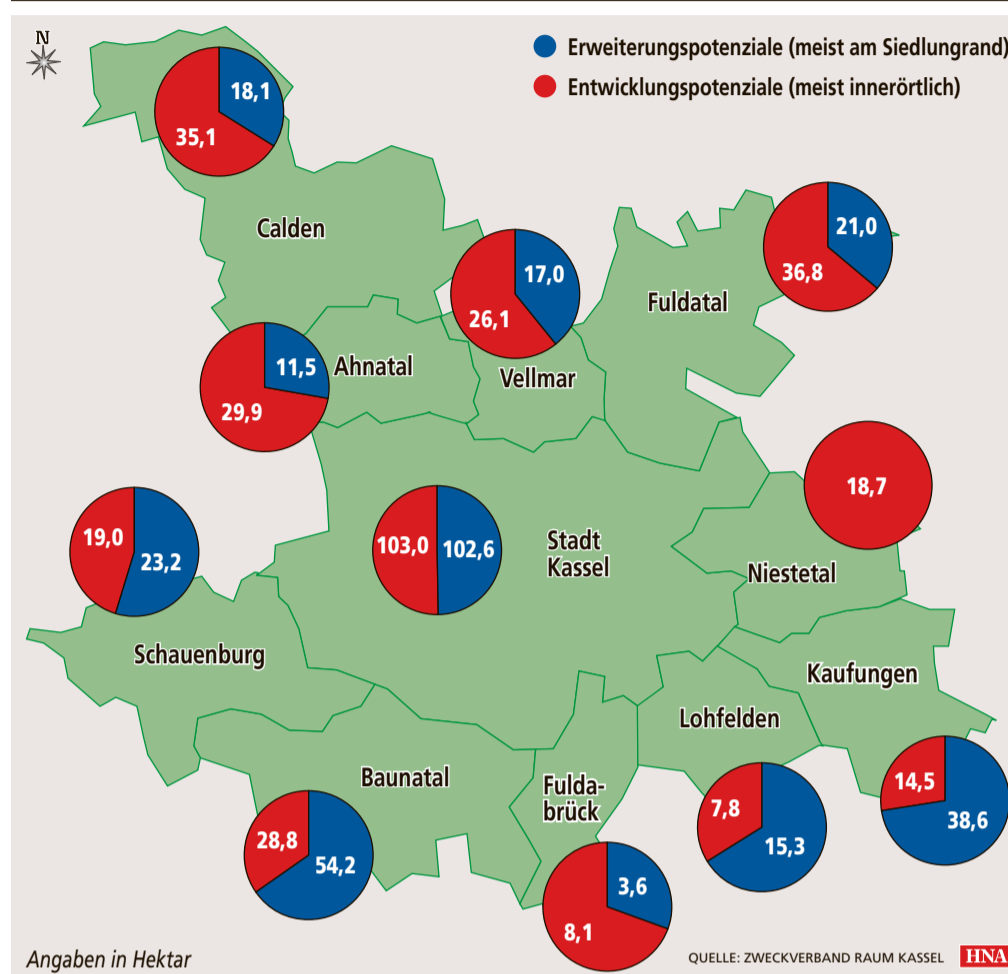 N
Erweiterungspotenziale (meist am Siedlungrand)
Entwicklungspotenziale (meist innerörtlich)
18,1
35,1
Calden
21,0
36,8
Fuldatal
17,0
26,1
Vellmar
11,5
29,9
Ahnatal
18,7
Niestetal
19,0
23,2
Schauenburg
103,0
102,6
Stadt
Kassel
Kaufungen
14,5
38,6
Lohfelden
7,8
15,3
Baunatal
28,8
54,2
Fulda-
brück
3,6
8,1
Angaben in Hektar
QUELLE: ZWECKVERBAND RAUM KASSEL
HNA